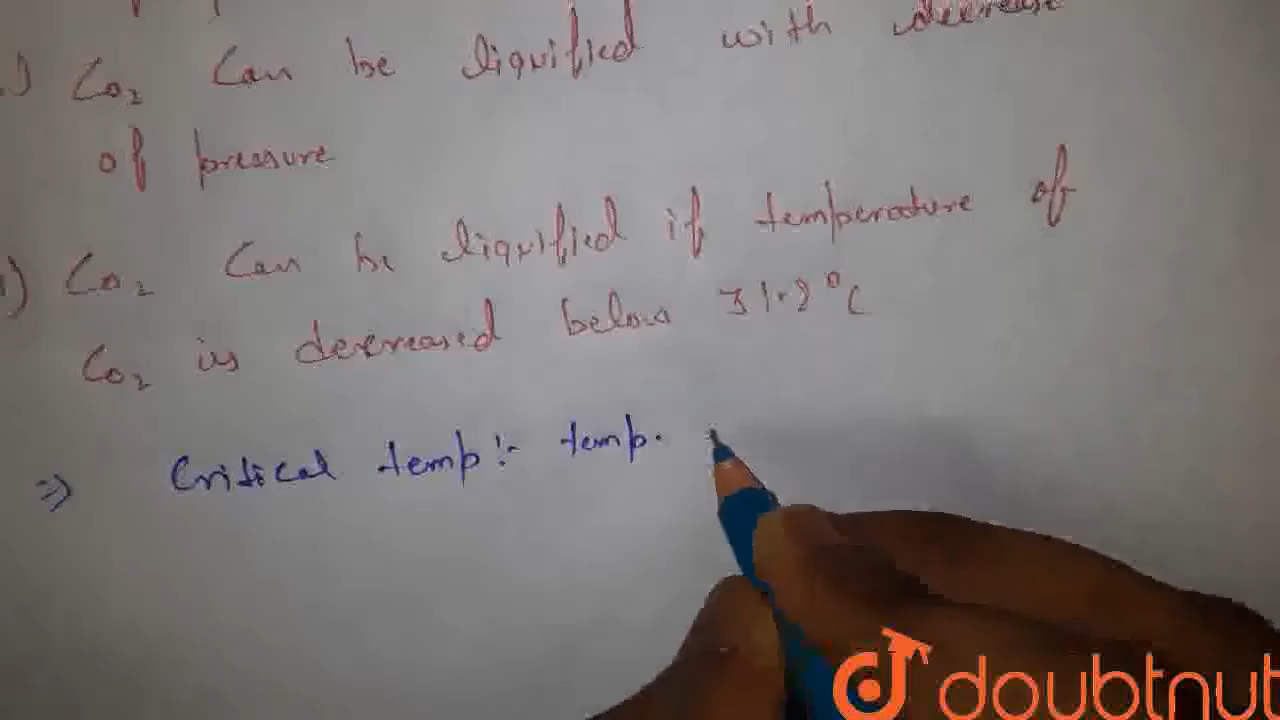 CO₂ Can be liquified with decrease
of pressure
CO₂ Can be liquified if temperature of
CO₂ is decreased below 31.2°C
⇒ Critical temp:- temp.
doubtnut